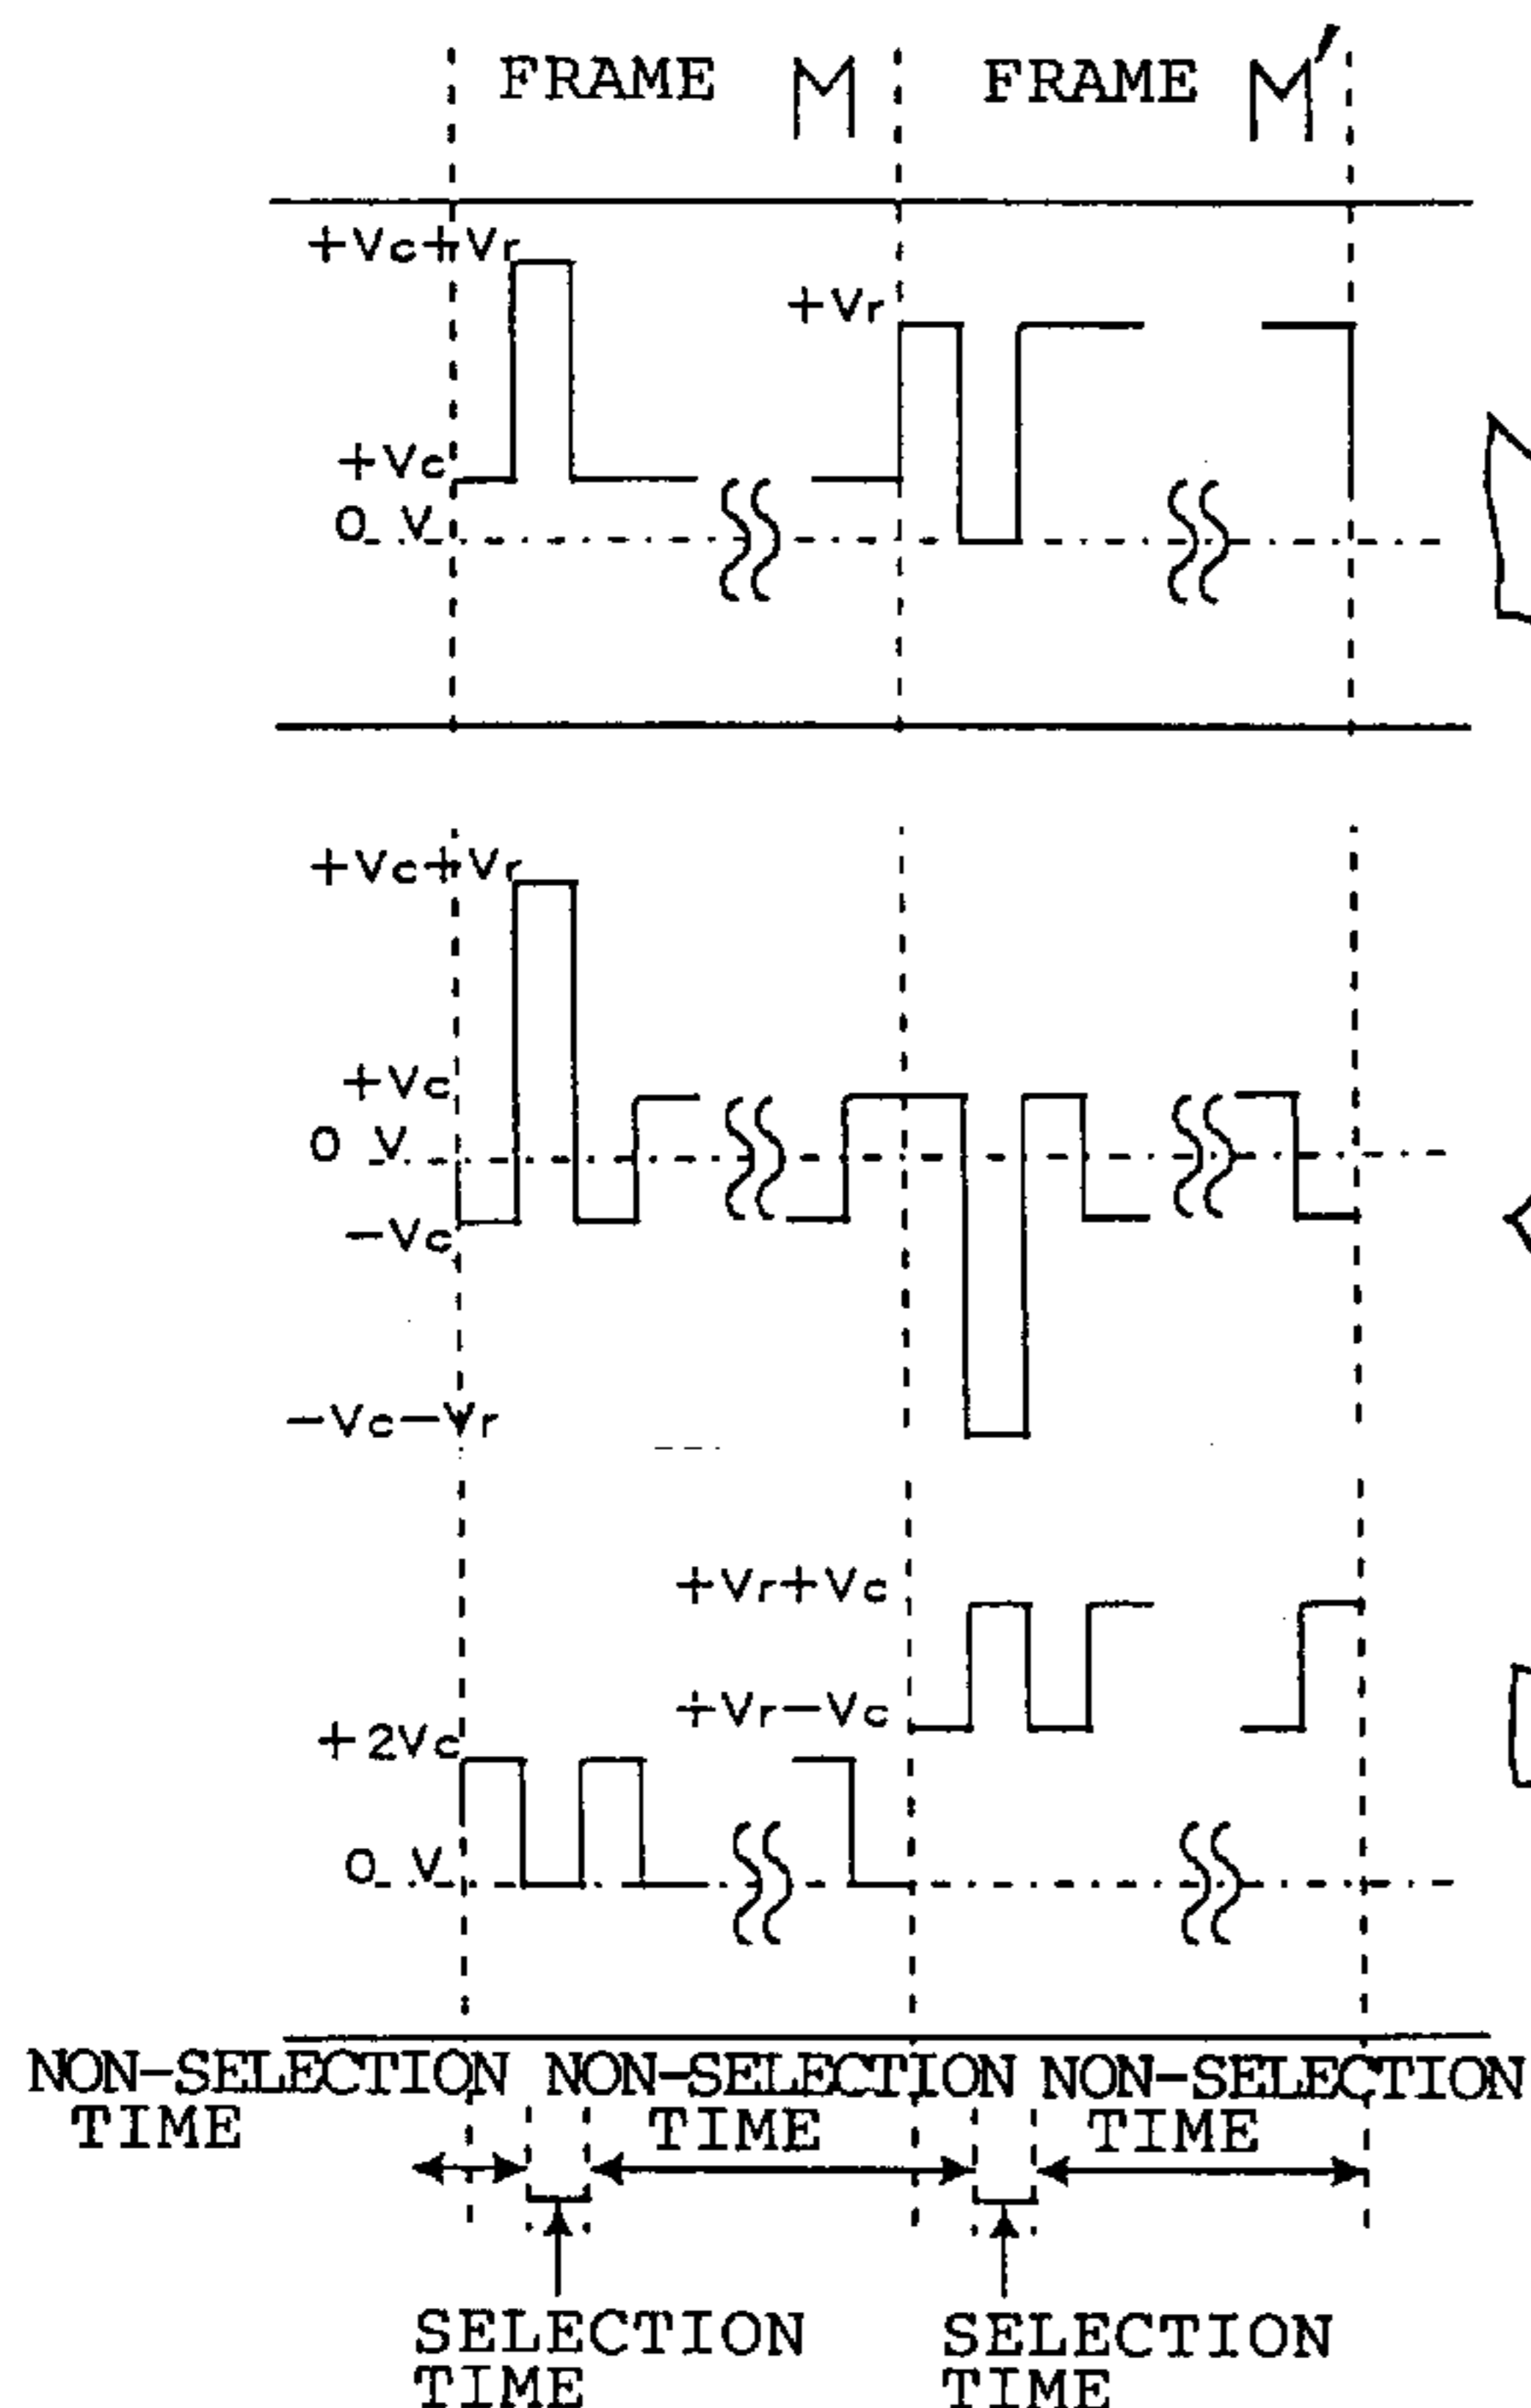 FRAME M FRAME M′
+Vc+Vr
+Vr
+Vc
0 V
+Vc+Vr
+Vc
0 V
-Vc
-Vc-Vr
+Vr+Vc
+Vr-Vc
+2Vc
0 V
NON-SELECTION TIME
NON-SELECTION TIME
NON-SELECTION TIME
SELECTION TIME
SELECTION TIME